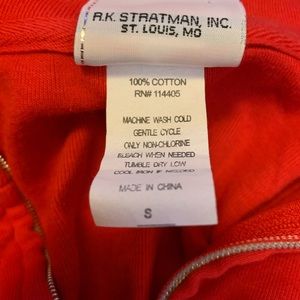 R.K. STRATMAN, INC.
ST. LOUIS, MO
100% COTTON
RN# 114405
MACHINE WASH COLD
GENTLE CYCLE
ONLY NON-CHLORINE
BLEACH WHEN NEEDED
TUMBLE DRY LOW
COOL IRON IF NEEDED
MADE IN CHINA
S